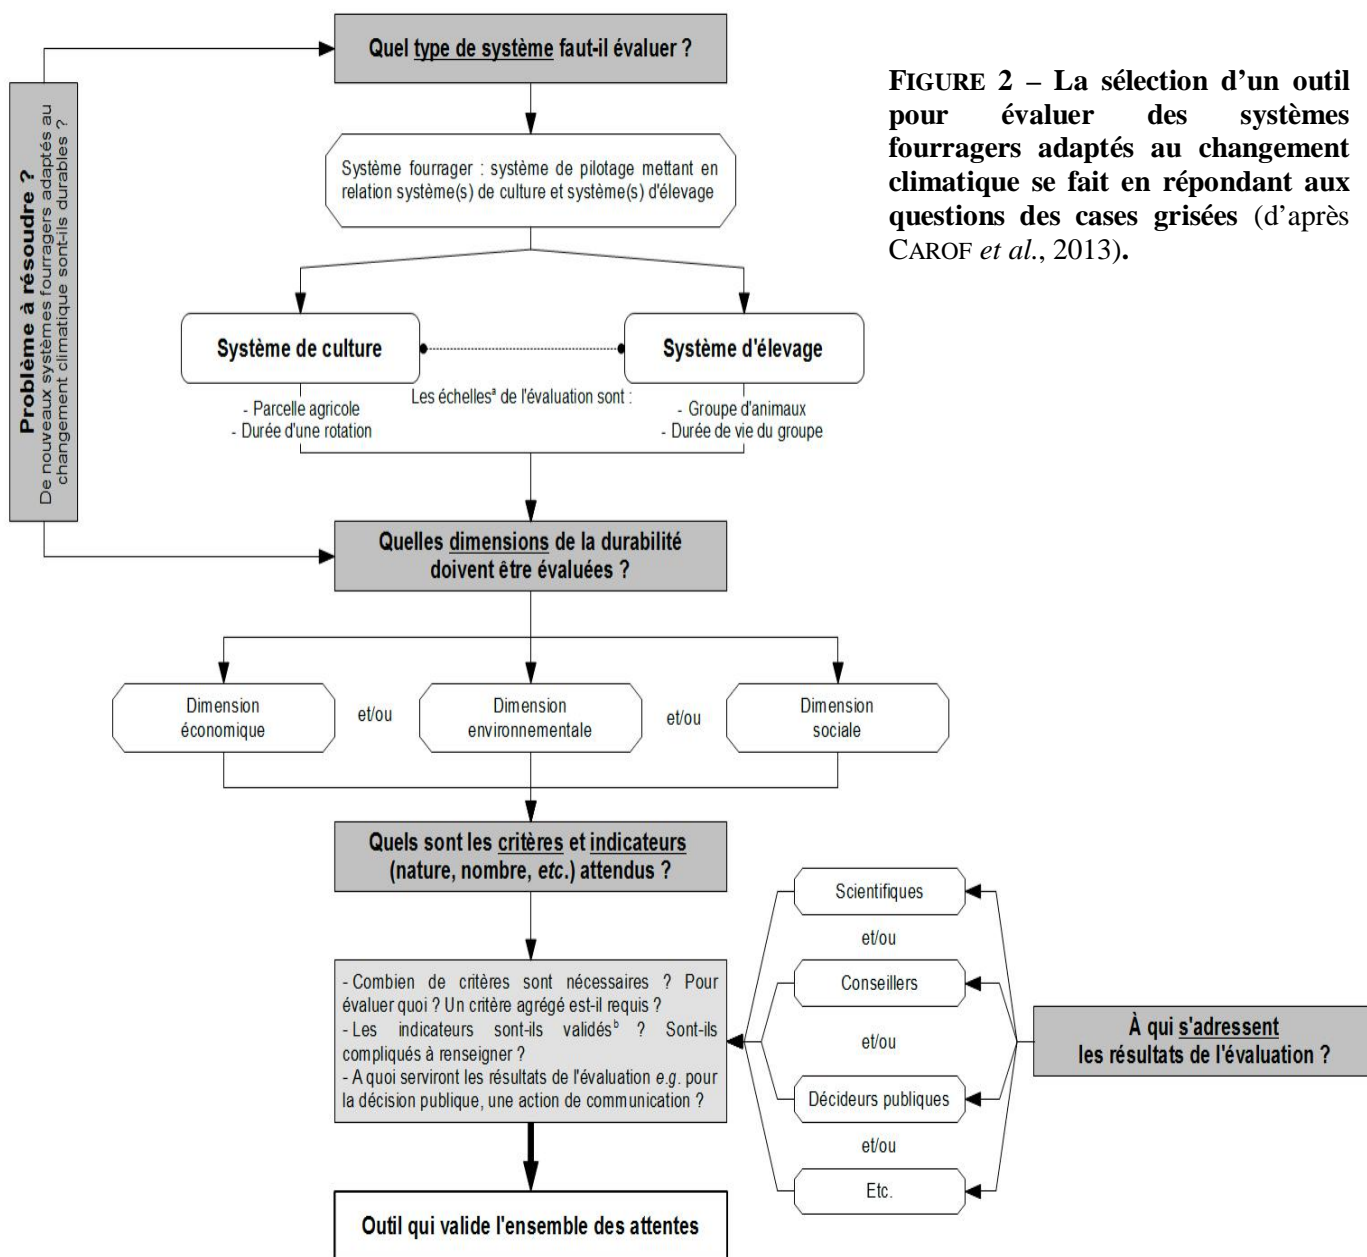 Quel type de système faut-il évaluer ?
FIGURE 2 – La sélection d'un outil
pour évaluer des systèmes
fourragers adaptés au changement
climatique se fait en répondant aux
questions des cases grisées (d'après
CAROF et al., 2013).
Problème à résoudre ?
De nouveaux systèmes fourragers adaptés au
changement climatique sont-ils durables ?
Système fourrager : système de pilotage mettant en
relation système(s) de culture et système(s) d'élevage
Système de culture
Système d'élevage
Les échellesᵃ de l'évaluation sont :
- Parcelle agricole
- Durée d'une rotation
- Groupe d'animaux
- Durée de vie du groupe
Quelles dimensions de la durabilité
doivent être évaluées ?
Dimension
économique
et/ou
Dimension
environnementale
et/ou
Dimension
sociale
Quels sont les critères et indicateurs
(nature, nombre, etc.) attendus ?
- Combien de critères sont nécessaires ? Pour
évaluer quoi ? Un critère agrégé est-il requis ?
- Les indicateurs sont-ils validésᵇ ? Sont-ils
compliqués à renseigner ?
- A quoi serviront les résultats de l'évaluation e.g. pour
la décision publique, une action de communication ?
Scientifiques
et/ou
Conseillers
et/ou
Décideurs publiques
et/ou
Etc.
À qui s'adressent
les résultats de l'évaluation ?
Outil qui valide l'ensemble des attentes